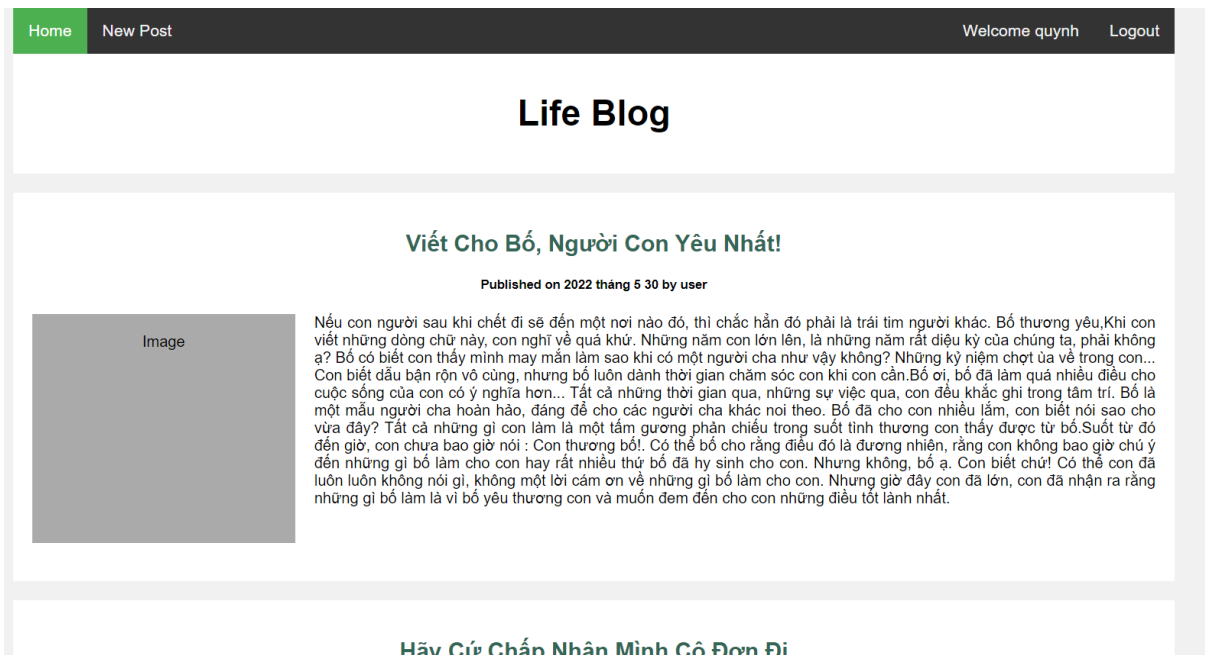 Home New Post Welcome quynh Logout
Life Blog
Viết Cho Bố, Người Con Yêu Nhất!
Published on 2022 tháng 5 30 by user
Image
Nếu con người sau khi chết đi sẽ đến một nơi nào đó, thì chắc hẳn đó phải là trái tim người khác. Bố thương yêu,Khi con
viết những dòng chữ này, con nghĩ về quá khứ. Những năm con lớn lên, là những năm rất diệu kỳ của chúng ta, phải không
ạ? Bố có biết con thấy mình may mắn làm sao khi có một người cha như vậy không? Những kỷ niệm chợt ùa về trong con...
Con biết dẫu bận rộn vô cùng, nhưng bố luôn dành thời gian chăm sóc con khi con cần.Bố ơi, bố đã làm quá nhiều điều cho
cuộc sống của con có ý nghĩa hơn... Tất cả những thời gian qua, những sự việc qua, con đều khắc ghi trong tâm trí. Bố là
một mẫu người cha hoàn hảo, đáng để cho các người cha khác noi theo. Bố đã cho con nhiều lắm, con biết nói sao cho
vừa đây? Tất cả những gì con làm là một tấm gương phản chiếu trong suốt tình thương con thấy được từ bố.Suốt từ đó
đến giờ, con chưa bao giờ nói : Con thương bố!. Có thể bố cho rằng điều đó là đương nhiên, rằng con không bao giờ chú ý
đến những gì bố làm cho con hay rất nhiều thứ bố đã hy sinh cho con. Nhưng không, bố ạ. Con biết chứ! Có thể con đã
luôn luôn không nói gì, không một lời cám ơn về những gì bố làm cho con. Nhưng giờ đây con đã lớn, con đã nhận ra rằng
những gì bố làm là vì bố yêu thương con và muốn đem đến cho con những điều tốt lành nhất.
Hãy Cứ Chấp Nhận Mình Cô Đơn Đi